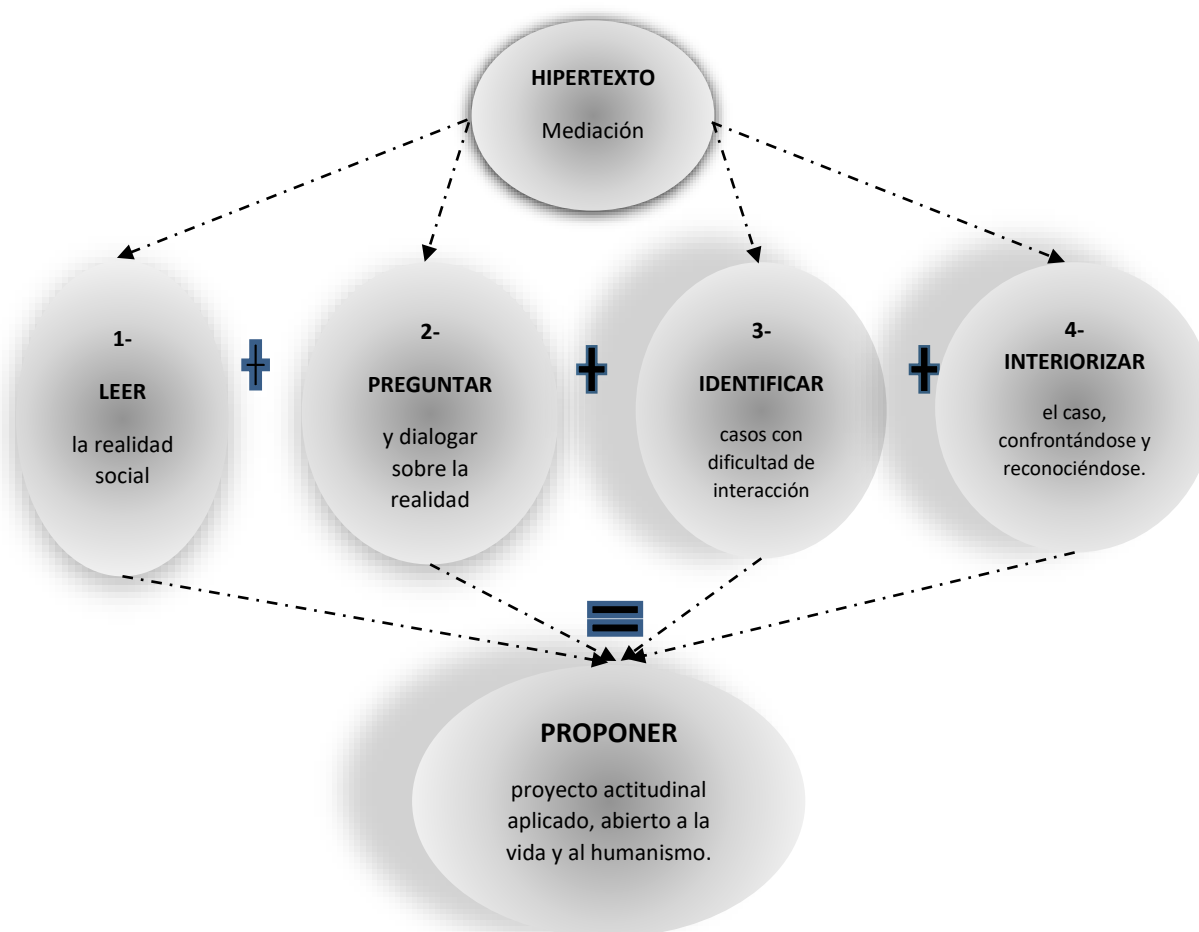 HIPERTEXTO
Mediación
1-
LEER
la realidad
social
2-
PREGUNTAR
y dialogar
sobre la
realidad
3-
IDENTIFICAR
casos con
dificultad de
interacción
4-
INTERIORIZAR
el caso,
confrontándose y
reconociéndose.
PROPONER
proyecto actitudinal
aplicado, abierto a la
vida y al humanismo.